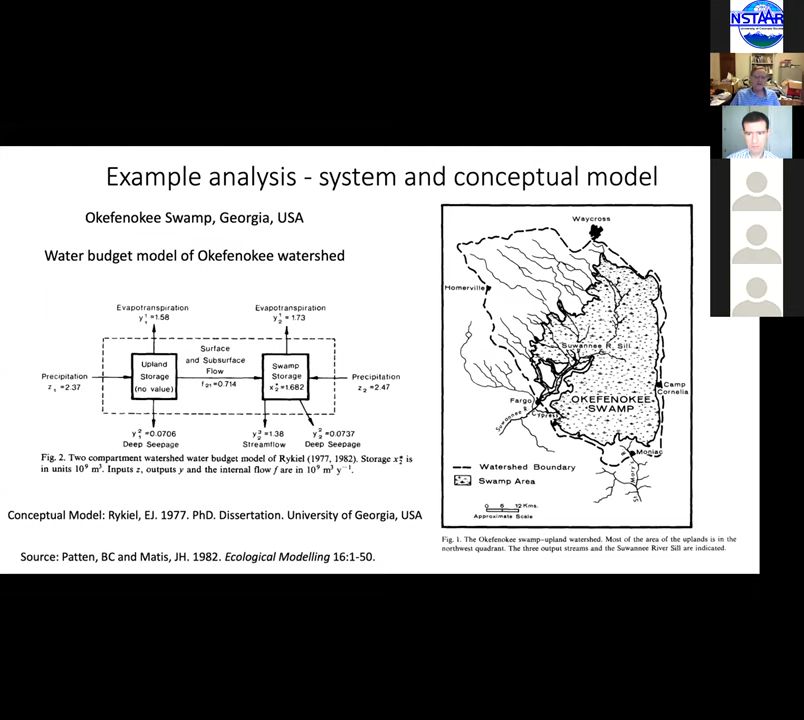 NSTAAR
Example analysis - system and conceptual model
Okefenokee Swamp, Georgia, USA
Water budget model of Okefenokee watershed
Evapotranspiration
y₁¹ =1.58
Evapotranspiration
y₂¹ = 1.73
Surface
and Subsurface
Flow
f₂₁=0.714
Precipitation
z₁ =2.37
Upland
Storage
(no value)
Swamp
Storage
x₂* =1.682
Precipitation
z₂ =2.47
y₁² =0.0706
Deep Seepage
y₂³ =1.38
Streamflow
y₂² =0.0737
Deep Seepage
Fig. 2. Two compartment watershed water budget model of Rykiel (1977, 1982). Storage x₂* is
in units 10⁹ m³. Inputs z, outputs y and the internal flow f are in 10⁹ m³ y⁻¹.
Conceptual Model: Rykiel, EJ. 1977. PhD. Dissertation. University of Georgia, USA
Source: Patten, BC and Matis, JH. 1982. Ecological Modelling 16:1-50.
Waycross
Homerville
Suwannee R. Sill
Camp
Cornelia
Fargo
OKEFENOKEE
SWAMP
Suwannee R.
Cypress
Moniac
St. Mary
Watershed Boundary
Swamp Area
0 6 12 Kms.
Approximate Scale
Fig. 1. The Okefenokee swamp-upland watershed. Most of the area of the uplands is in the
northwest quadrant. The three output streams and the Suwannee River Sill are indicated.